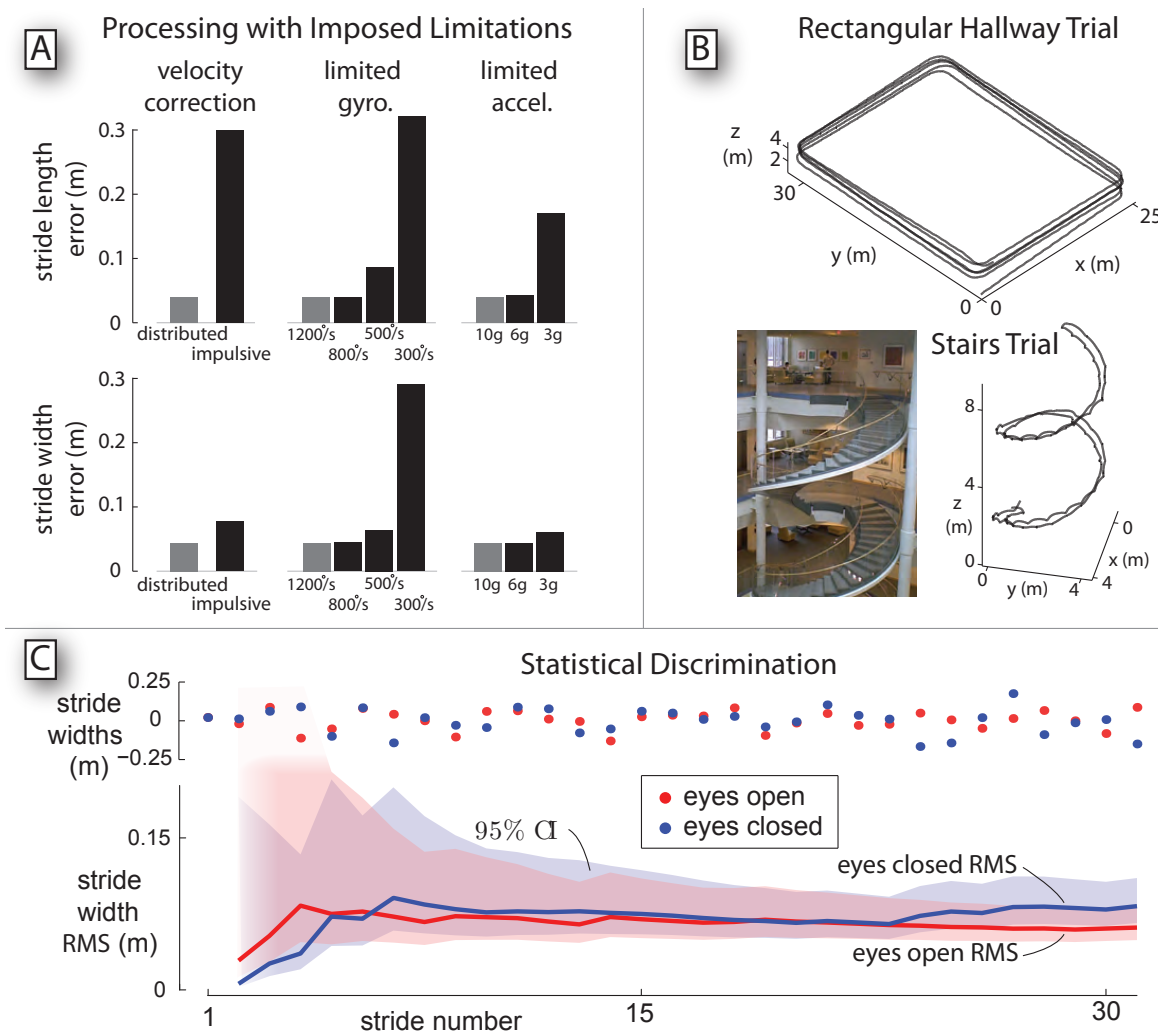 A
Processing with Imposed Limitations
velocity
correction
limited
gyro.
limited
accel.
stride length
error (m)
0.3
0.2
0.1
0
distributed
impulsive
1200°/s
800°/s
500°/s
300°/s
10g
6g
3g
stride width
error (m)
0.3
0.2
0.1
0
distributed
impulsive
1200°/s
800°/s
500°/s
300°/s
10g
6g
3g
B
Rectangular Hallway Trial
z
(m)
4
2
30
y (m)
0
0
x (m)
25
Stairs Trial
8
4
z
(m)
0
0
y (m)
4
4
x (m)
0
C
Statistical Discrimination
stride
widths
(m)
0.25
0
−0.25
eyes open
eyes closed
95% CI
eyes closed RMS
eyes open RMS
stride
width
RMS (m)
0.15
0
1
stride number
15
30